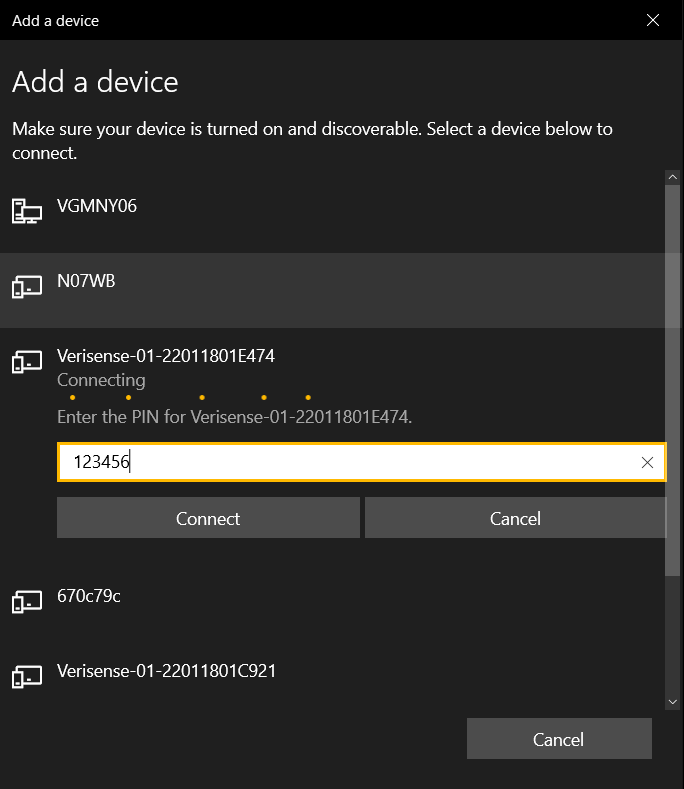 Add a device
Add a device
Make sure your device is turned on and discoverable. Select a device below to
connect.
VGMNY06
N07WB
Verisense-01-22011801E474
Connecting
Enter the PIN for Verisense-01-22011801E474.
123456
Connect
Cancel
670c79c
Verisense-01-22011801C921
Cancel